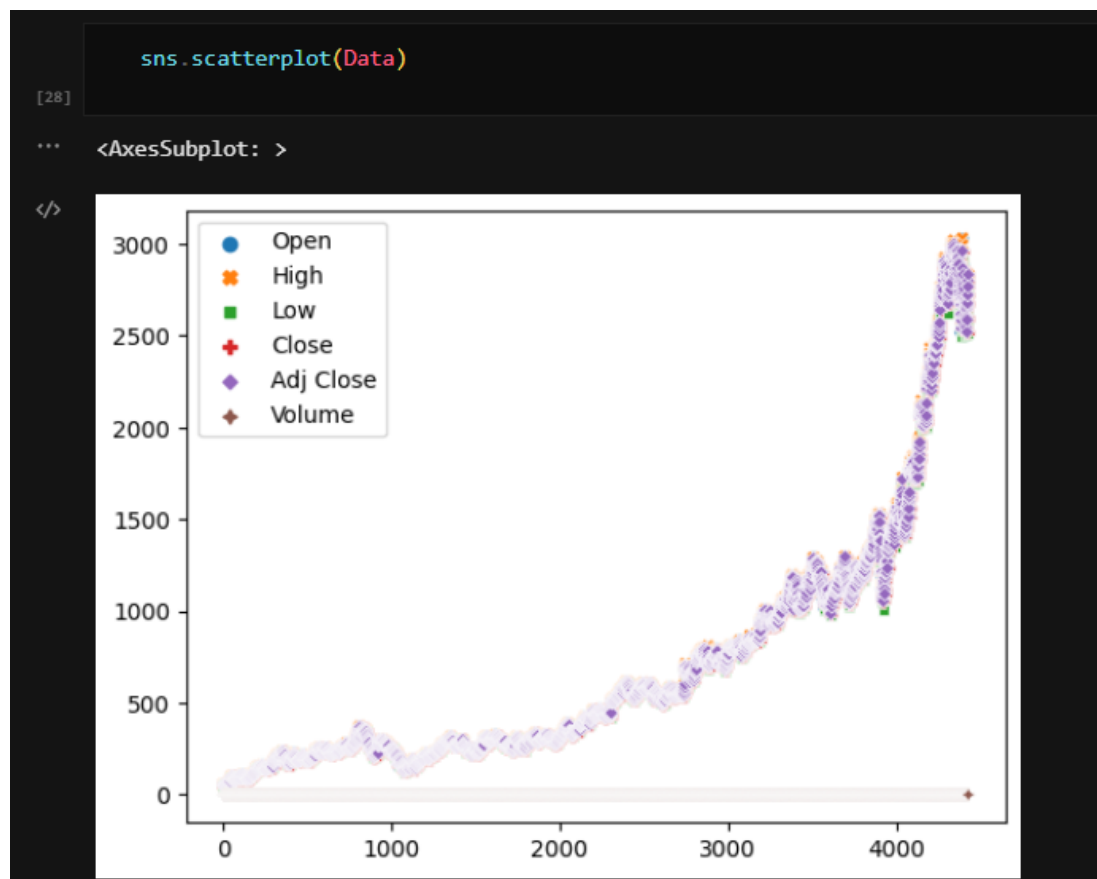 sns.scatterplot(Data)
[28]
... <AxesSubplot: >
</>
Open
High
Low
Close
Adj Close
Volume
3000
2500
2000
1500
1000
500
0
0 1000 2000 3000 4000